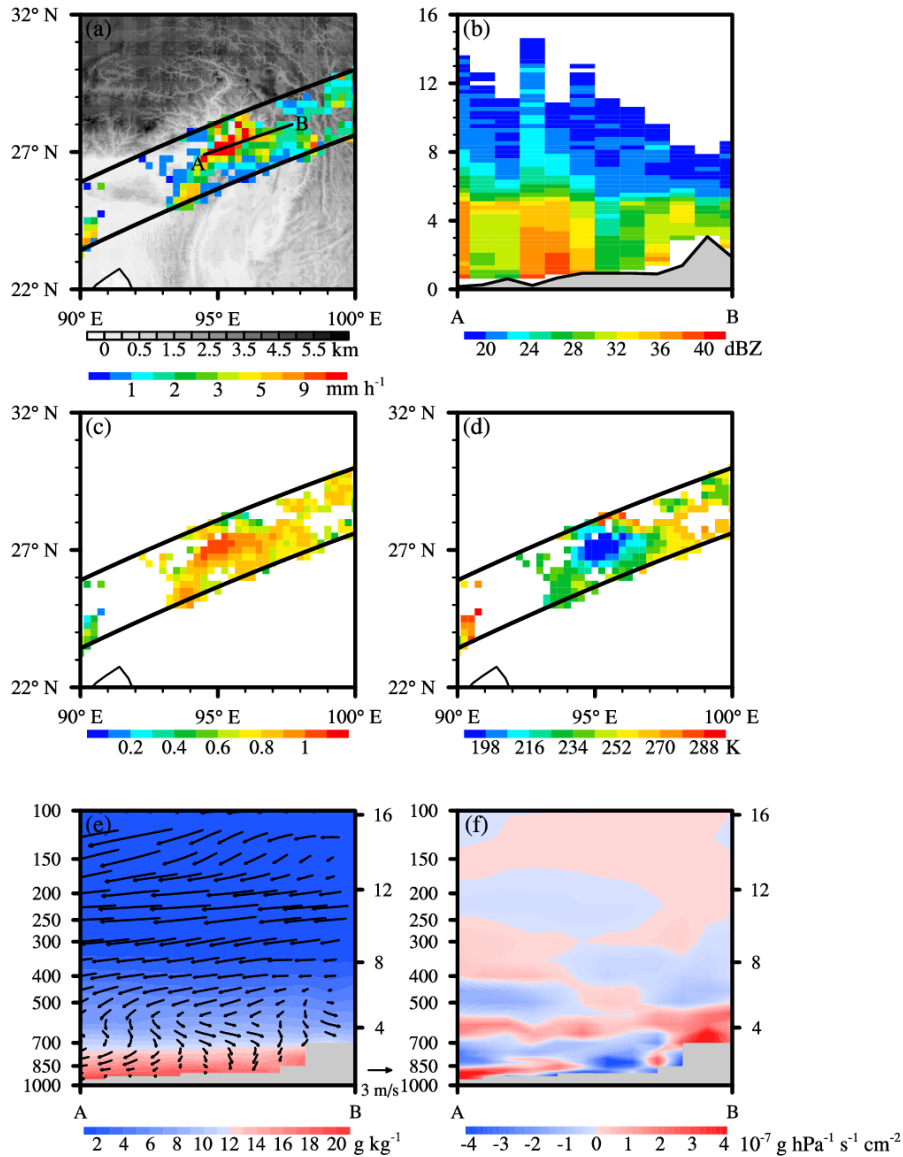 32° N
(a)
B
27° N
A
22° N
90° E 95° E 100° E
0 0.5 1.5 2.5 3.5 4.5 5.5 km
1 2 3 5 9 mm h⁻¹
16
(b)
12
8
4
0
A B
20 24 28 32 36 40 dBZ
32° N
(c)
27° N
22° N
90° E 95° E 100° E
0.2 0.4 0.6 0.8 1
32° N
(d)
27° N
22° N
90° E 95° E 100° E
198 216 234 252 270 288 K
100
(e)
16
150
200
12
250
300
8
400
500
4
700
850
1000
3 m/s
A B
2 4 6 8 10 12 14 16 18 20 g kg⁻¹
100
(f)
16
150
200
12
250
300
8
400
500
4
700
850
1000
A B
-4 -3 -2 -1 0 1 2 3 4 10⁻⁷ g hPa⁻¹ s⁻¹ cm⁻²